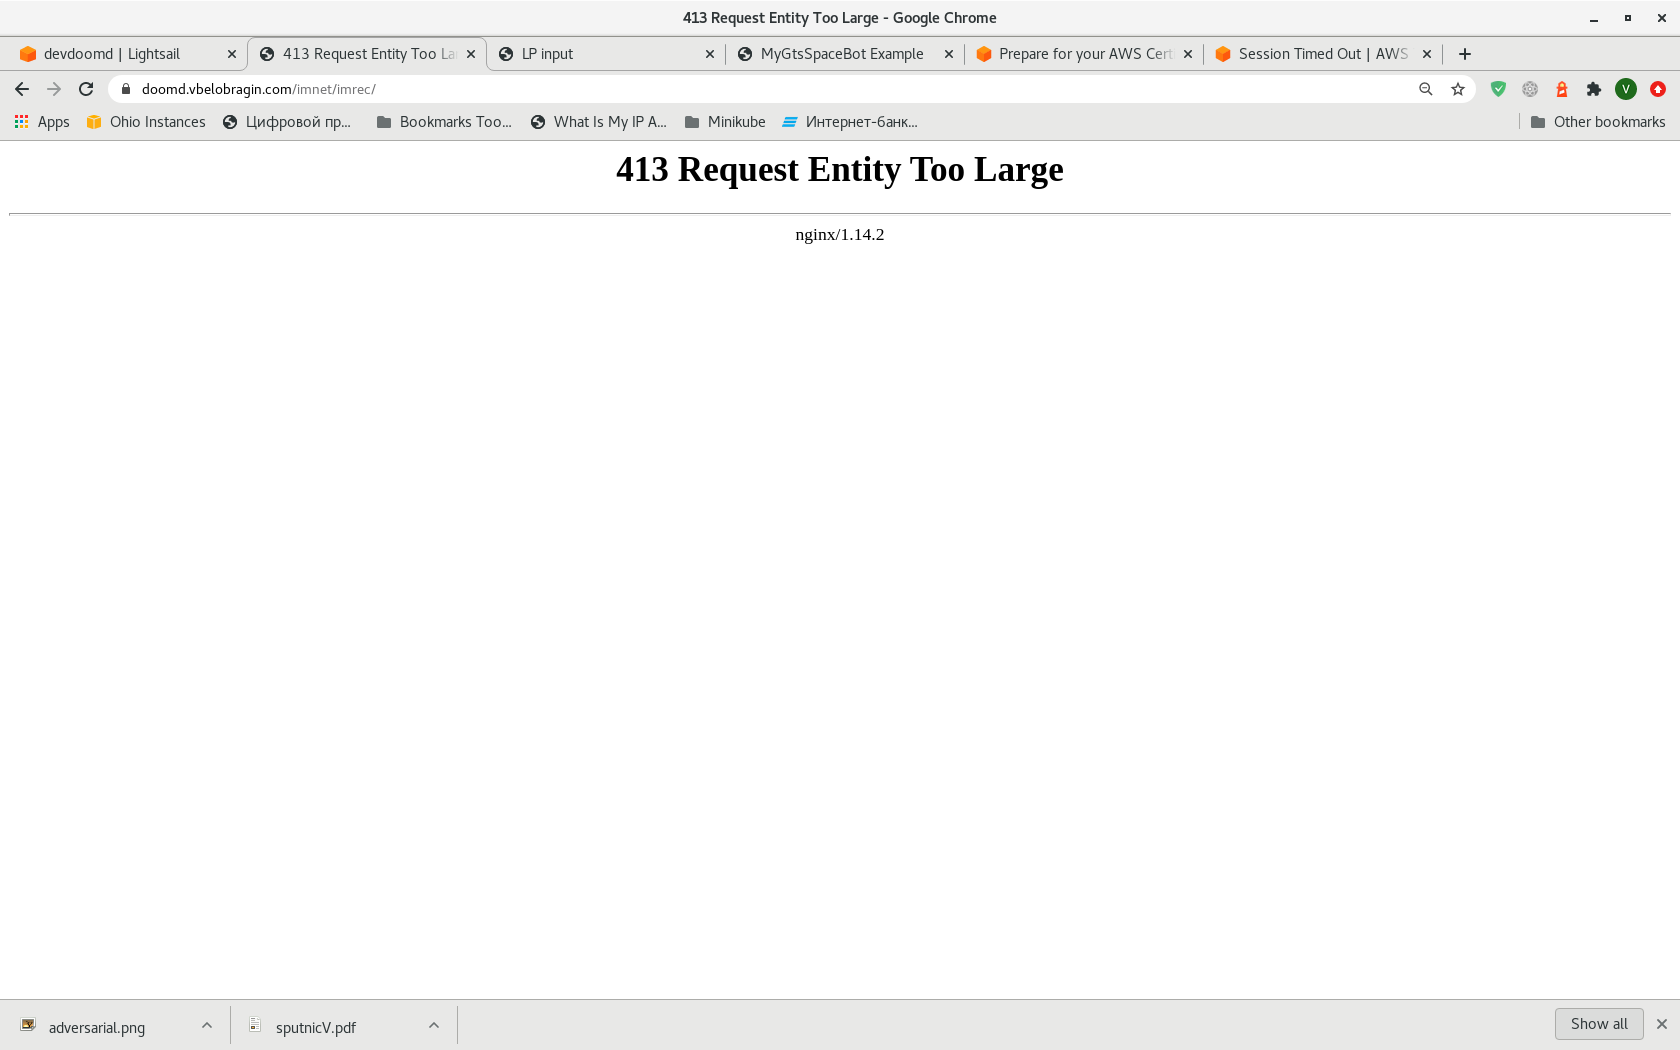 413 Request Entity Too Large - Google Chrome
devdoomd | Lightsail
413 Request Entity Too La
LP input
MyGtsSpaceBot Example
Prepare for your AWS Cert
Session Timed Out | AWS
doomd.vbelobragin.com/imnet/imrec/
V
Apps
Ohio Instances
Цифровой пр...
Bookmarks Too...
What Is My IP A...
Minikube
Интернет-банк...
Other bookmarks
413 Request Entity Too Large
nginx/1.14.2
adversarial.png
sputnicV.pdf
Show all